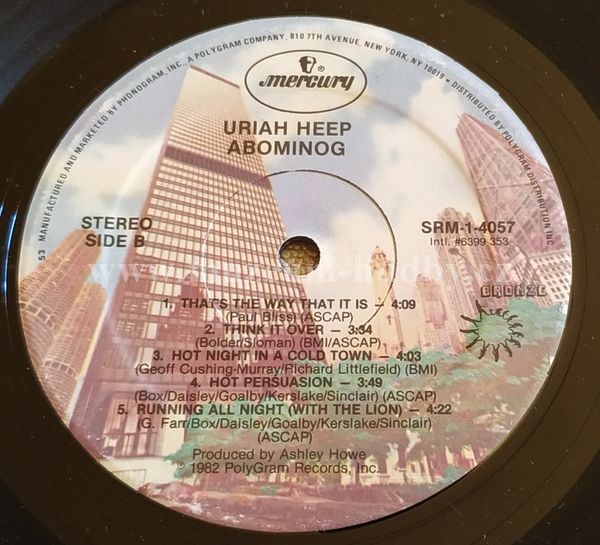 53 MANUFACTURED AND MARKETED BY PHONOGRAM, INC., A POLYGRAM COMPANY, 810 7TH AVENUE, NEW YORK, NY 10019 • DISTRIBUTED BY POLYGRAM DISTRIBUTION INC.
mercury ®
URIAH HEEP
ABOMINOG
STEREO
SIDE B
SRM-1-4057
Intl. #6399 353
BRONZE
1. THAT'S THE WAY THAT IT IS — 4:09
(Paul Bliss) (ASCAP)
2. THINK IT OVER — 3:34
(Bolder/Sloman) (BMI/ASCAP)
3. HOT NIGHT IN A COLD TOWN — 4:03
(Geoff Cushing-Murray/Richard Littlefield) (BMI)
4. HOT PERSUASION — 3:49
(Box/Daisley/Goalby/Kerslake/Sinclair) (ASCAP)
5. RUNNING ALL NIGHT (WITH THE LION) — 4:22
(G. Farr/Box/Daisley/Goalby/Kerslake/Sinclair)
(ASCAP)
Produced by Ashley Howe
℗1982 PolyGram Records, Inc.